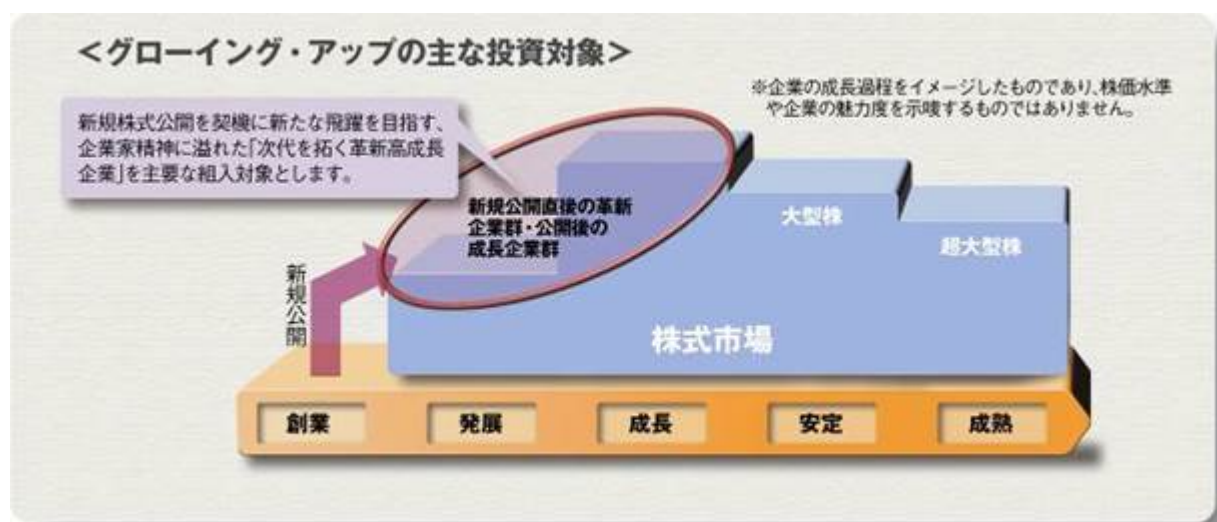 ＜グローイング・アップの主な投資対象＞
※企業の成長過程をイメージしたものであり、株価水準
や企業の魅力度を示唆するものではありません。
新規株式公開を契機に新たな飛躍を目指す、
企業家精神に溢れた｢次代を拓く革新高成長
企業｣を主要な組入対象とします。
新規公開直後の革新
企業群・公開後の
成長企業群
大型株
超大型株
新規公開
株式市場
創業
発展
成長
安定
成熟